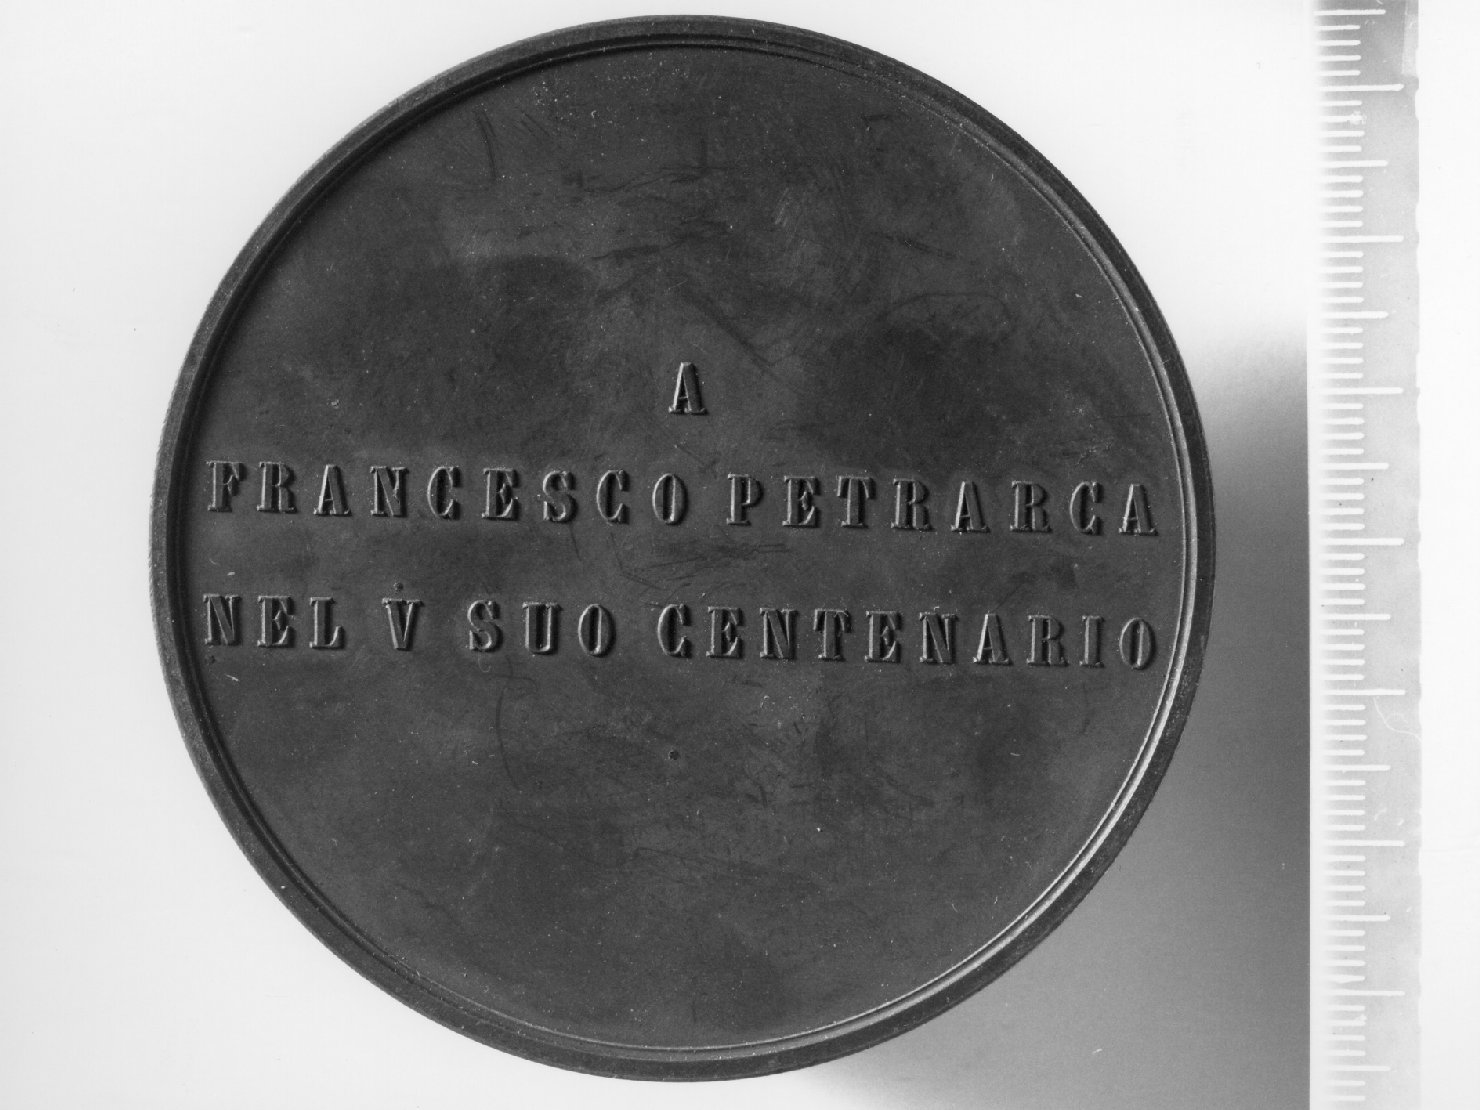 A
FRANCESCO PETRARCA
NEL V SUO CENTENARIO